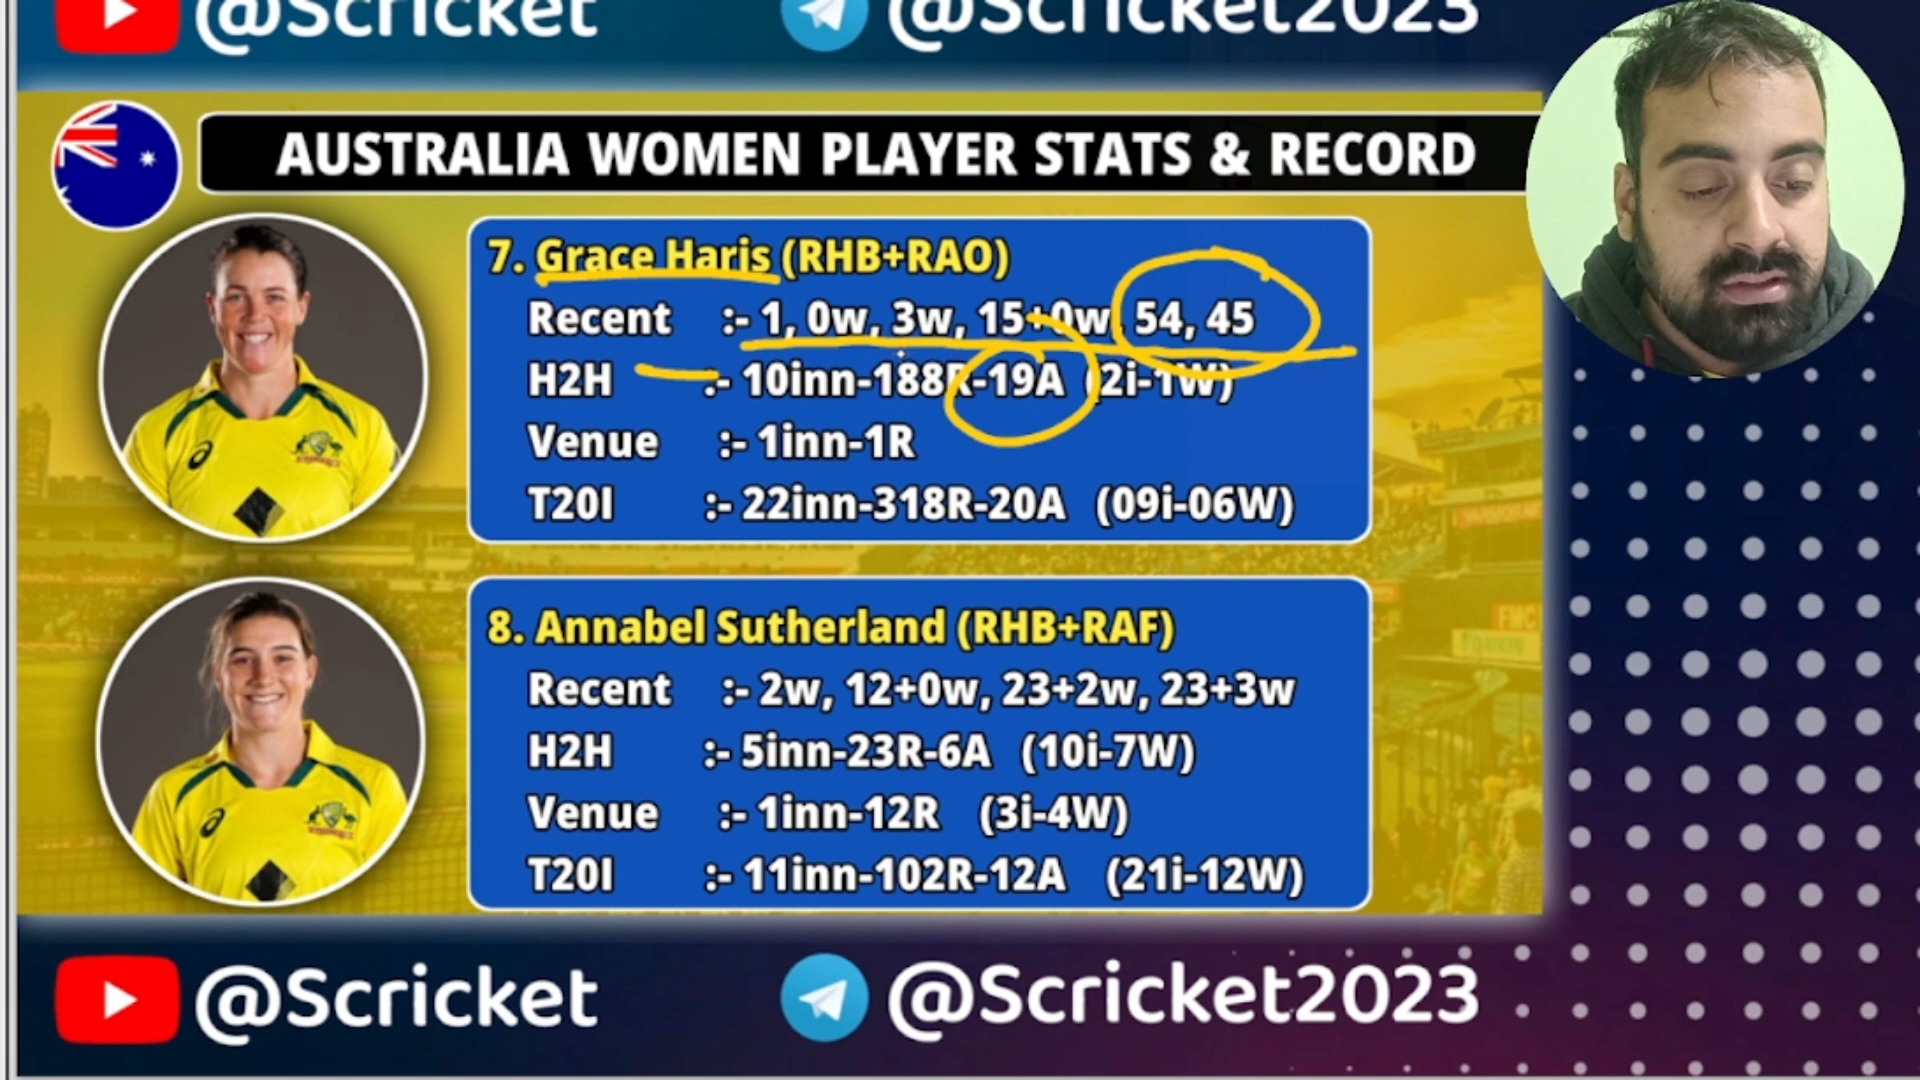 @Scricket @Scricket2023
AUSTRALIA WOMEN PLAYER STATS & RECORD
7. Grace Haris (RHB+RAO)
Recent :- 1, 0w, 3w, 15+0w, 54, 45
H2H :- 10inn-188R-19A (2i-1W)
Venue :- 1inn-1R
T20I :- 22inn-318R-20A (09i-06W)
8. Annabel Sutherland (RHB+RAF)
Recent :- 2w, 12+0w, 23+2w, 23+3w
H2H :- 5inn-23R-6A (10i-7W)
Venue :- 1inn-12R (3i-4W)
T20I :- 11inn-102R-12A (21i-12W)
@Scricket @Scricket2023